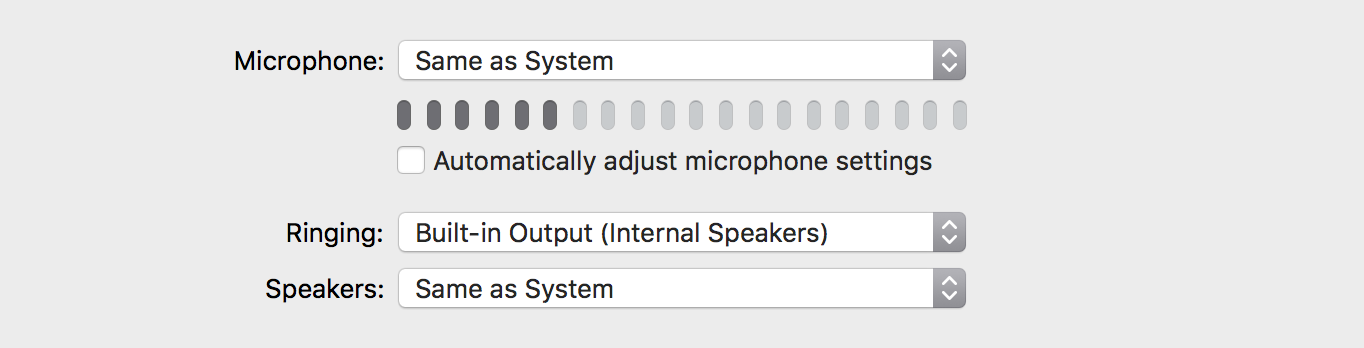 Microphone: Same as System
Automatically adjust microphone settings
Ringing: Built-in Output (Internal Speakers)
Speakers: Same as System